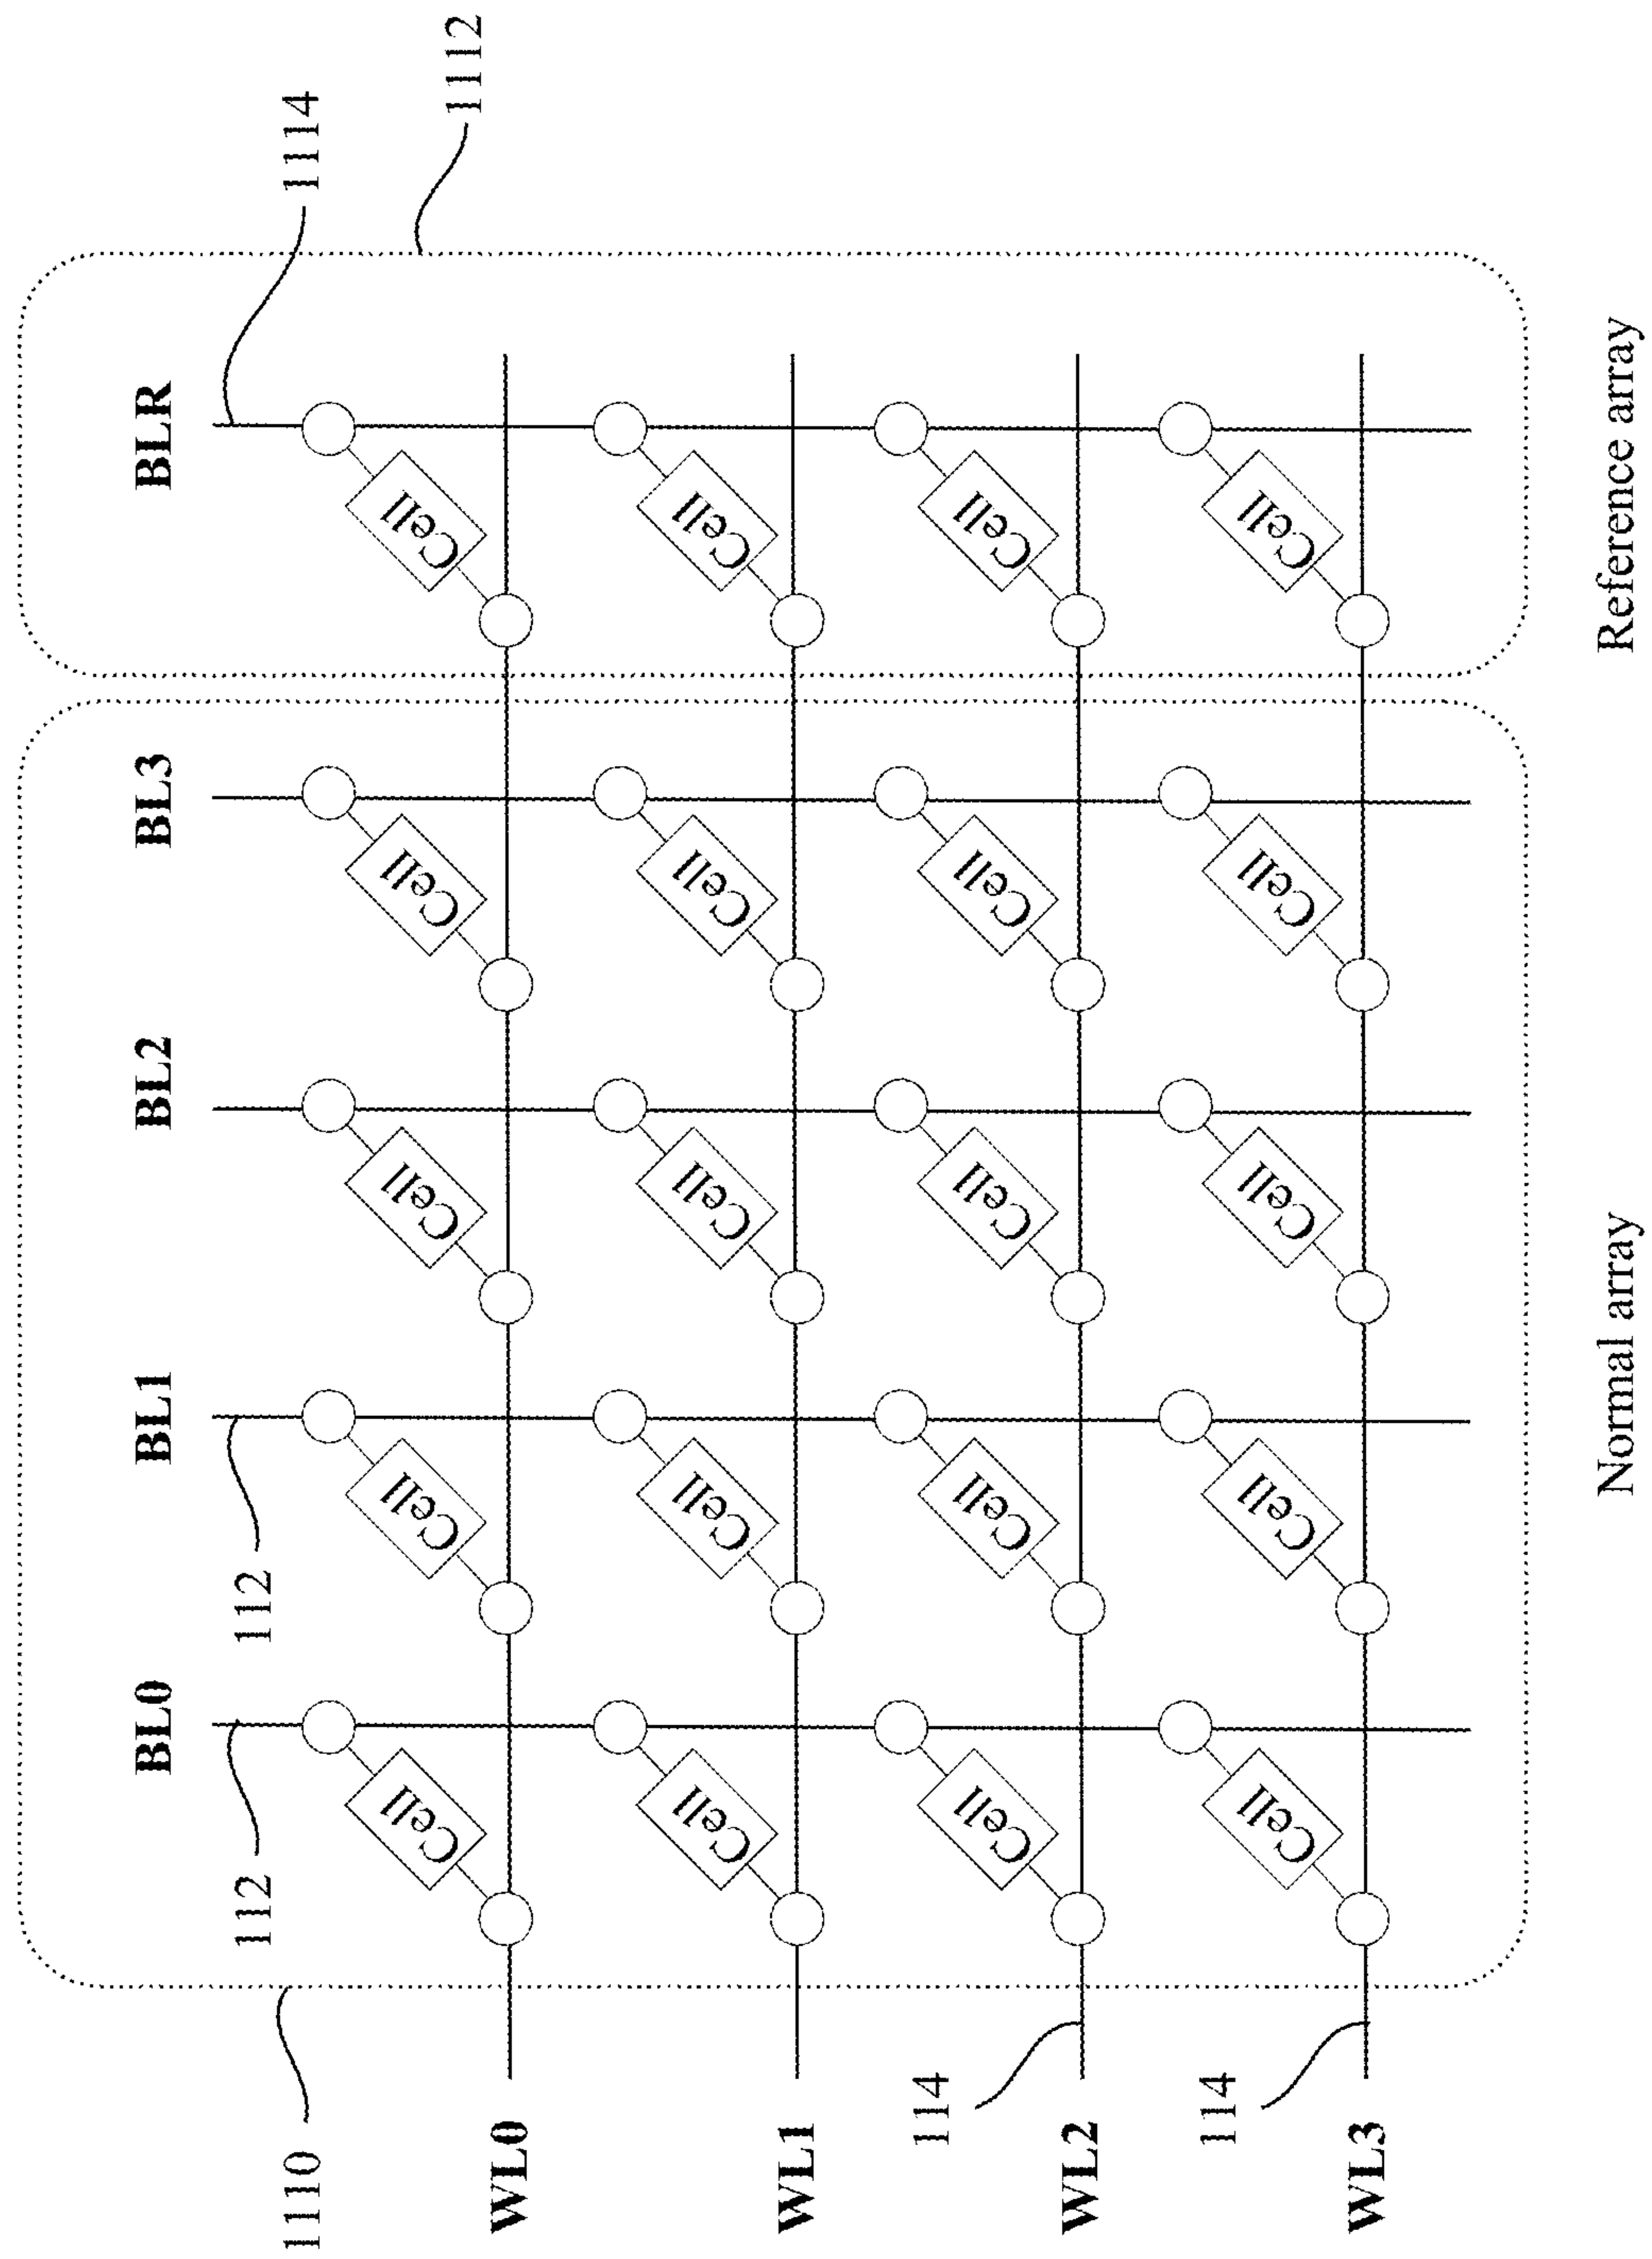 BL0 BL1 BL2 BL3 BLR
112 112
1110 1114
Cell Cell Cell Cell Cell
1112
WL0
Cell Cell Cell Cell Cell
WL1
114
Cell Cell Cell Cell Cell
WL2
114
Cell Cell Cell Cell Cell
WL3
Normal array Reference array